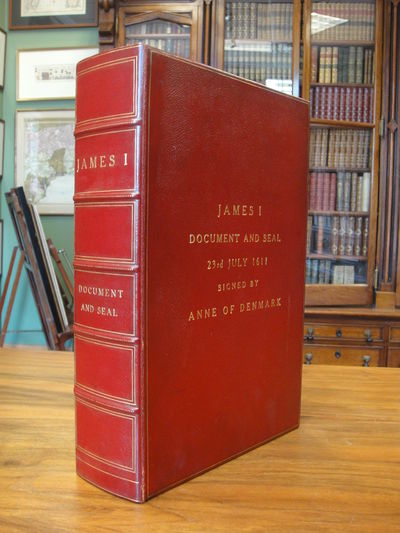 JAMES I
DOCUMENT
AND SEAL
JAMES I
DOCUMENT AND SEAL
23rd JULY 1611
SIGNED BY
ANNE OF DENMARK